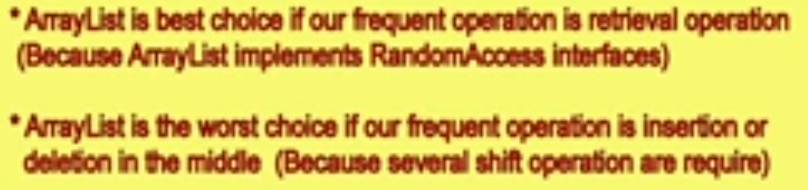 * ArrayList is best choice if our frequent operation is retrieval operation
(Because ArrayList implements RandomAccess interfaces)
* ArrayList is the worst choice if our frequent operation is insertion or
deletion in the middle (Because several shift operation are require)